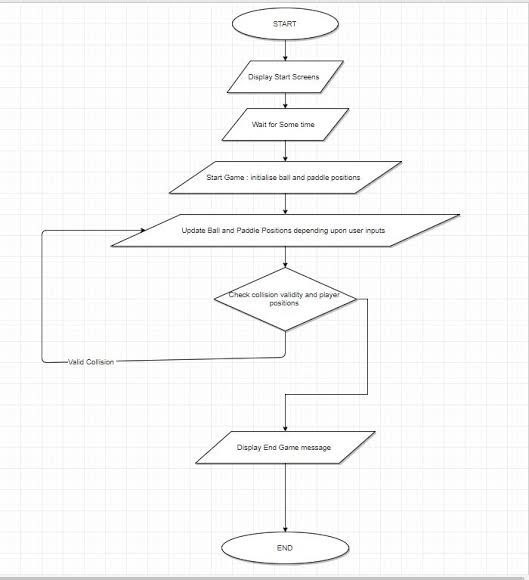 START
Display Start Screens
Wait for Some time
Start Game : initialise ball and paddle positions
Update Ball and Paddle Positions depending upon user inputs
Check collision validity and player
positions
Valid Collision
Display End Game message
END